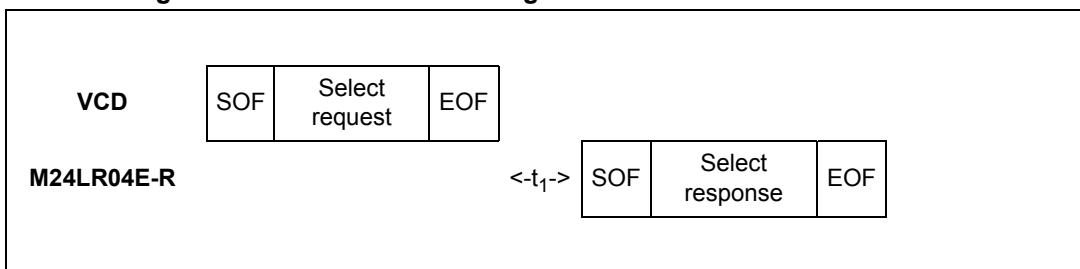 VCD SOF Select request EOF
M24LR04E-R <-t1-> SOF Select response EOF